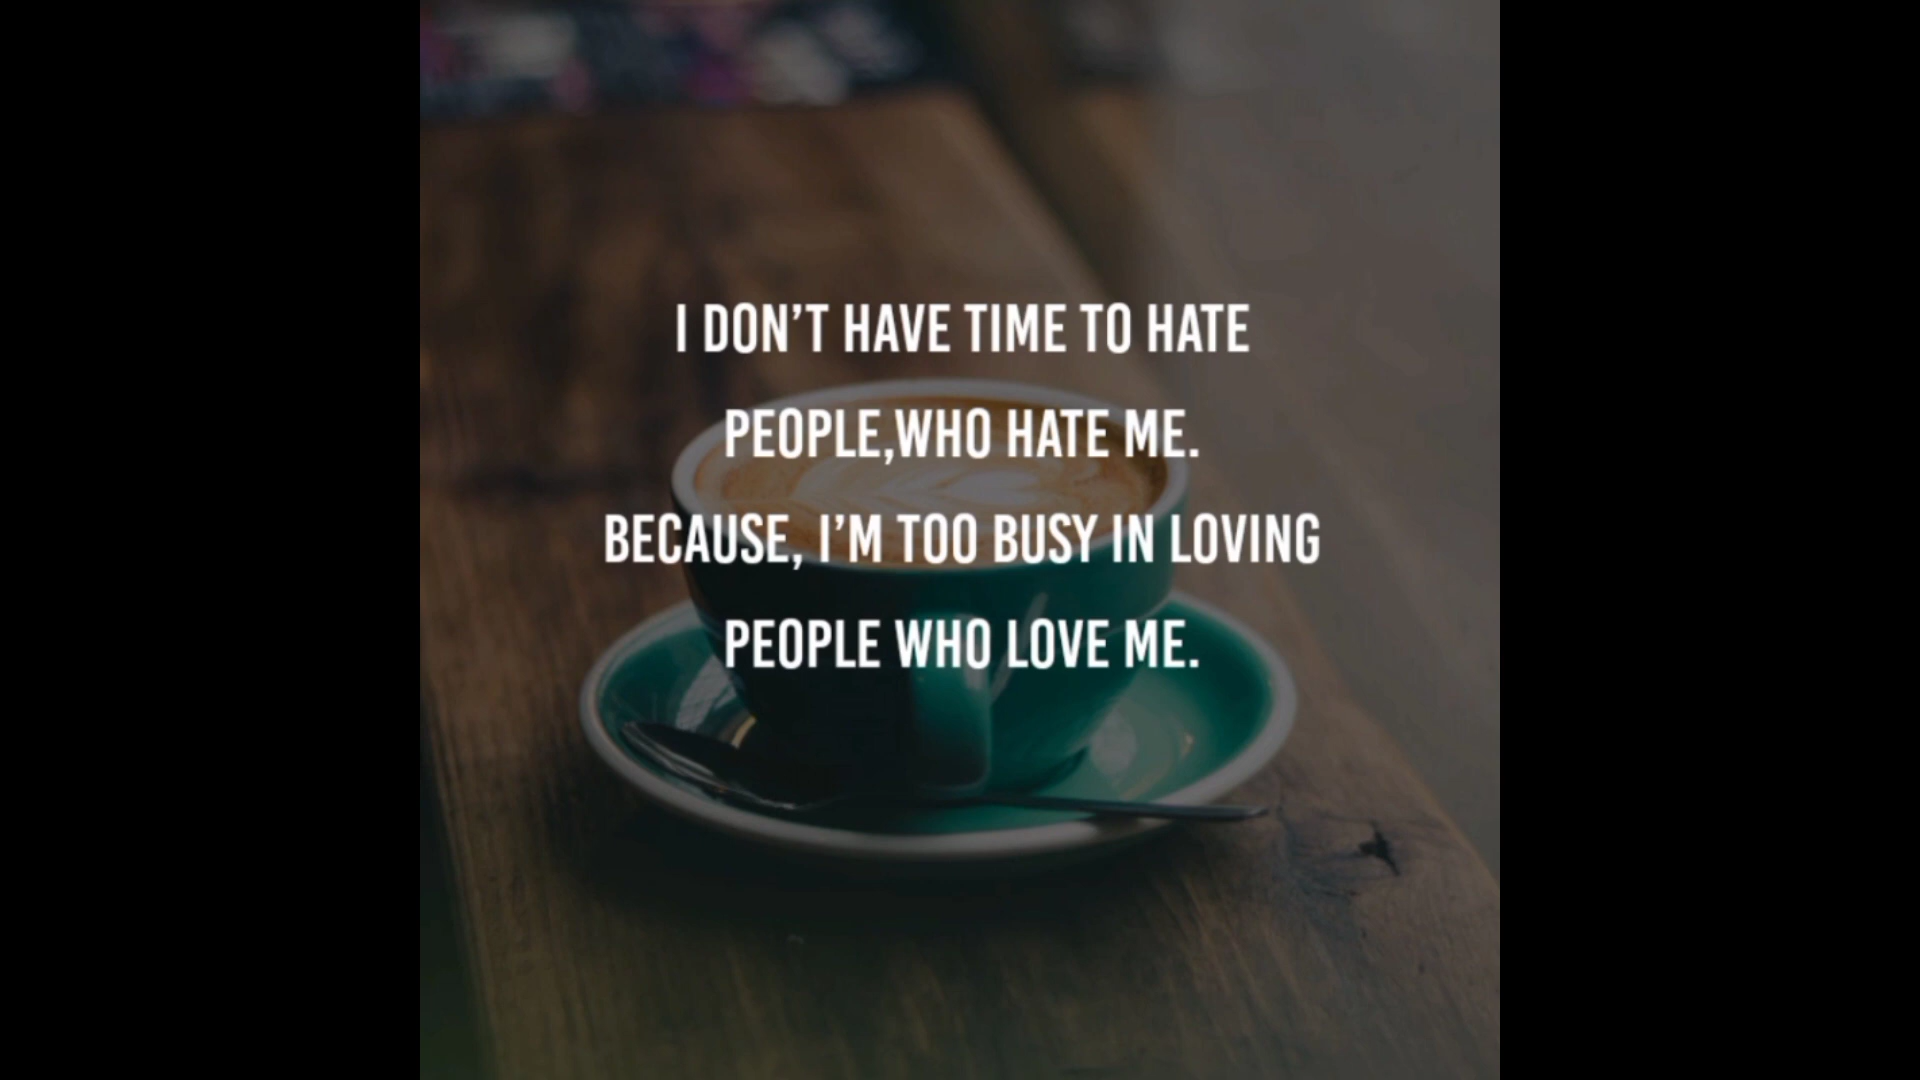 I DON’T HAVE TIME TO HATE
PEOPLE,WHO HATE ME.
BECAUSE, I’M TOO BUSY IN LOVING
PEOPLE WHO LOVE ME.